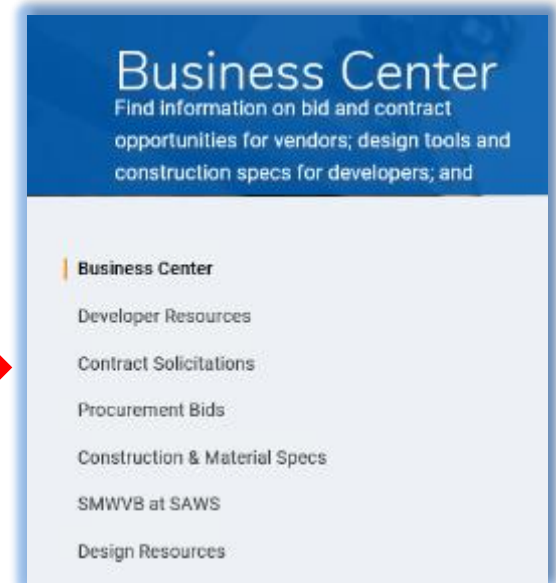 Business Center
Find information on bid and contract
opportunities for vendors; design tools and
construction specs for developers; and
Business Center
Developer Resources
Contract Solicitations
Procurement Bids
Construction & Material Specs
SMWVB at SAWS
Design Resources